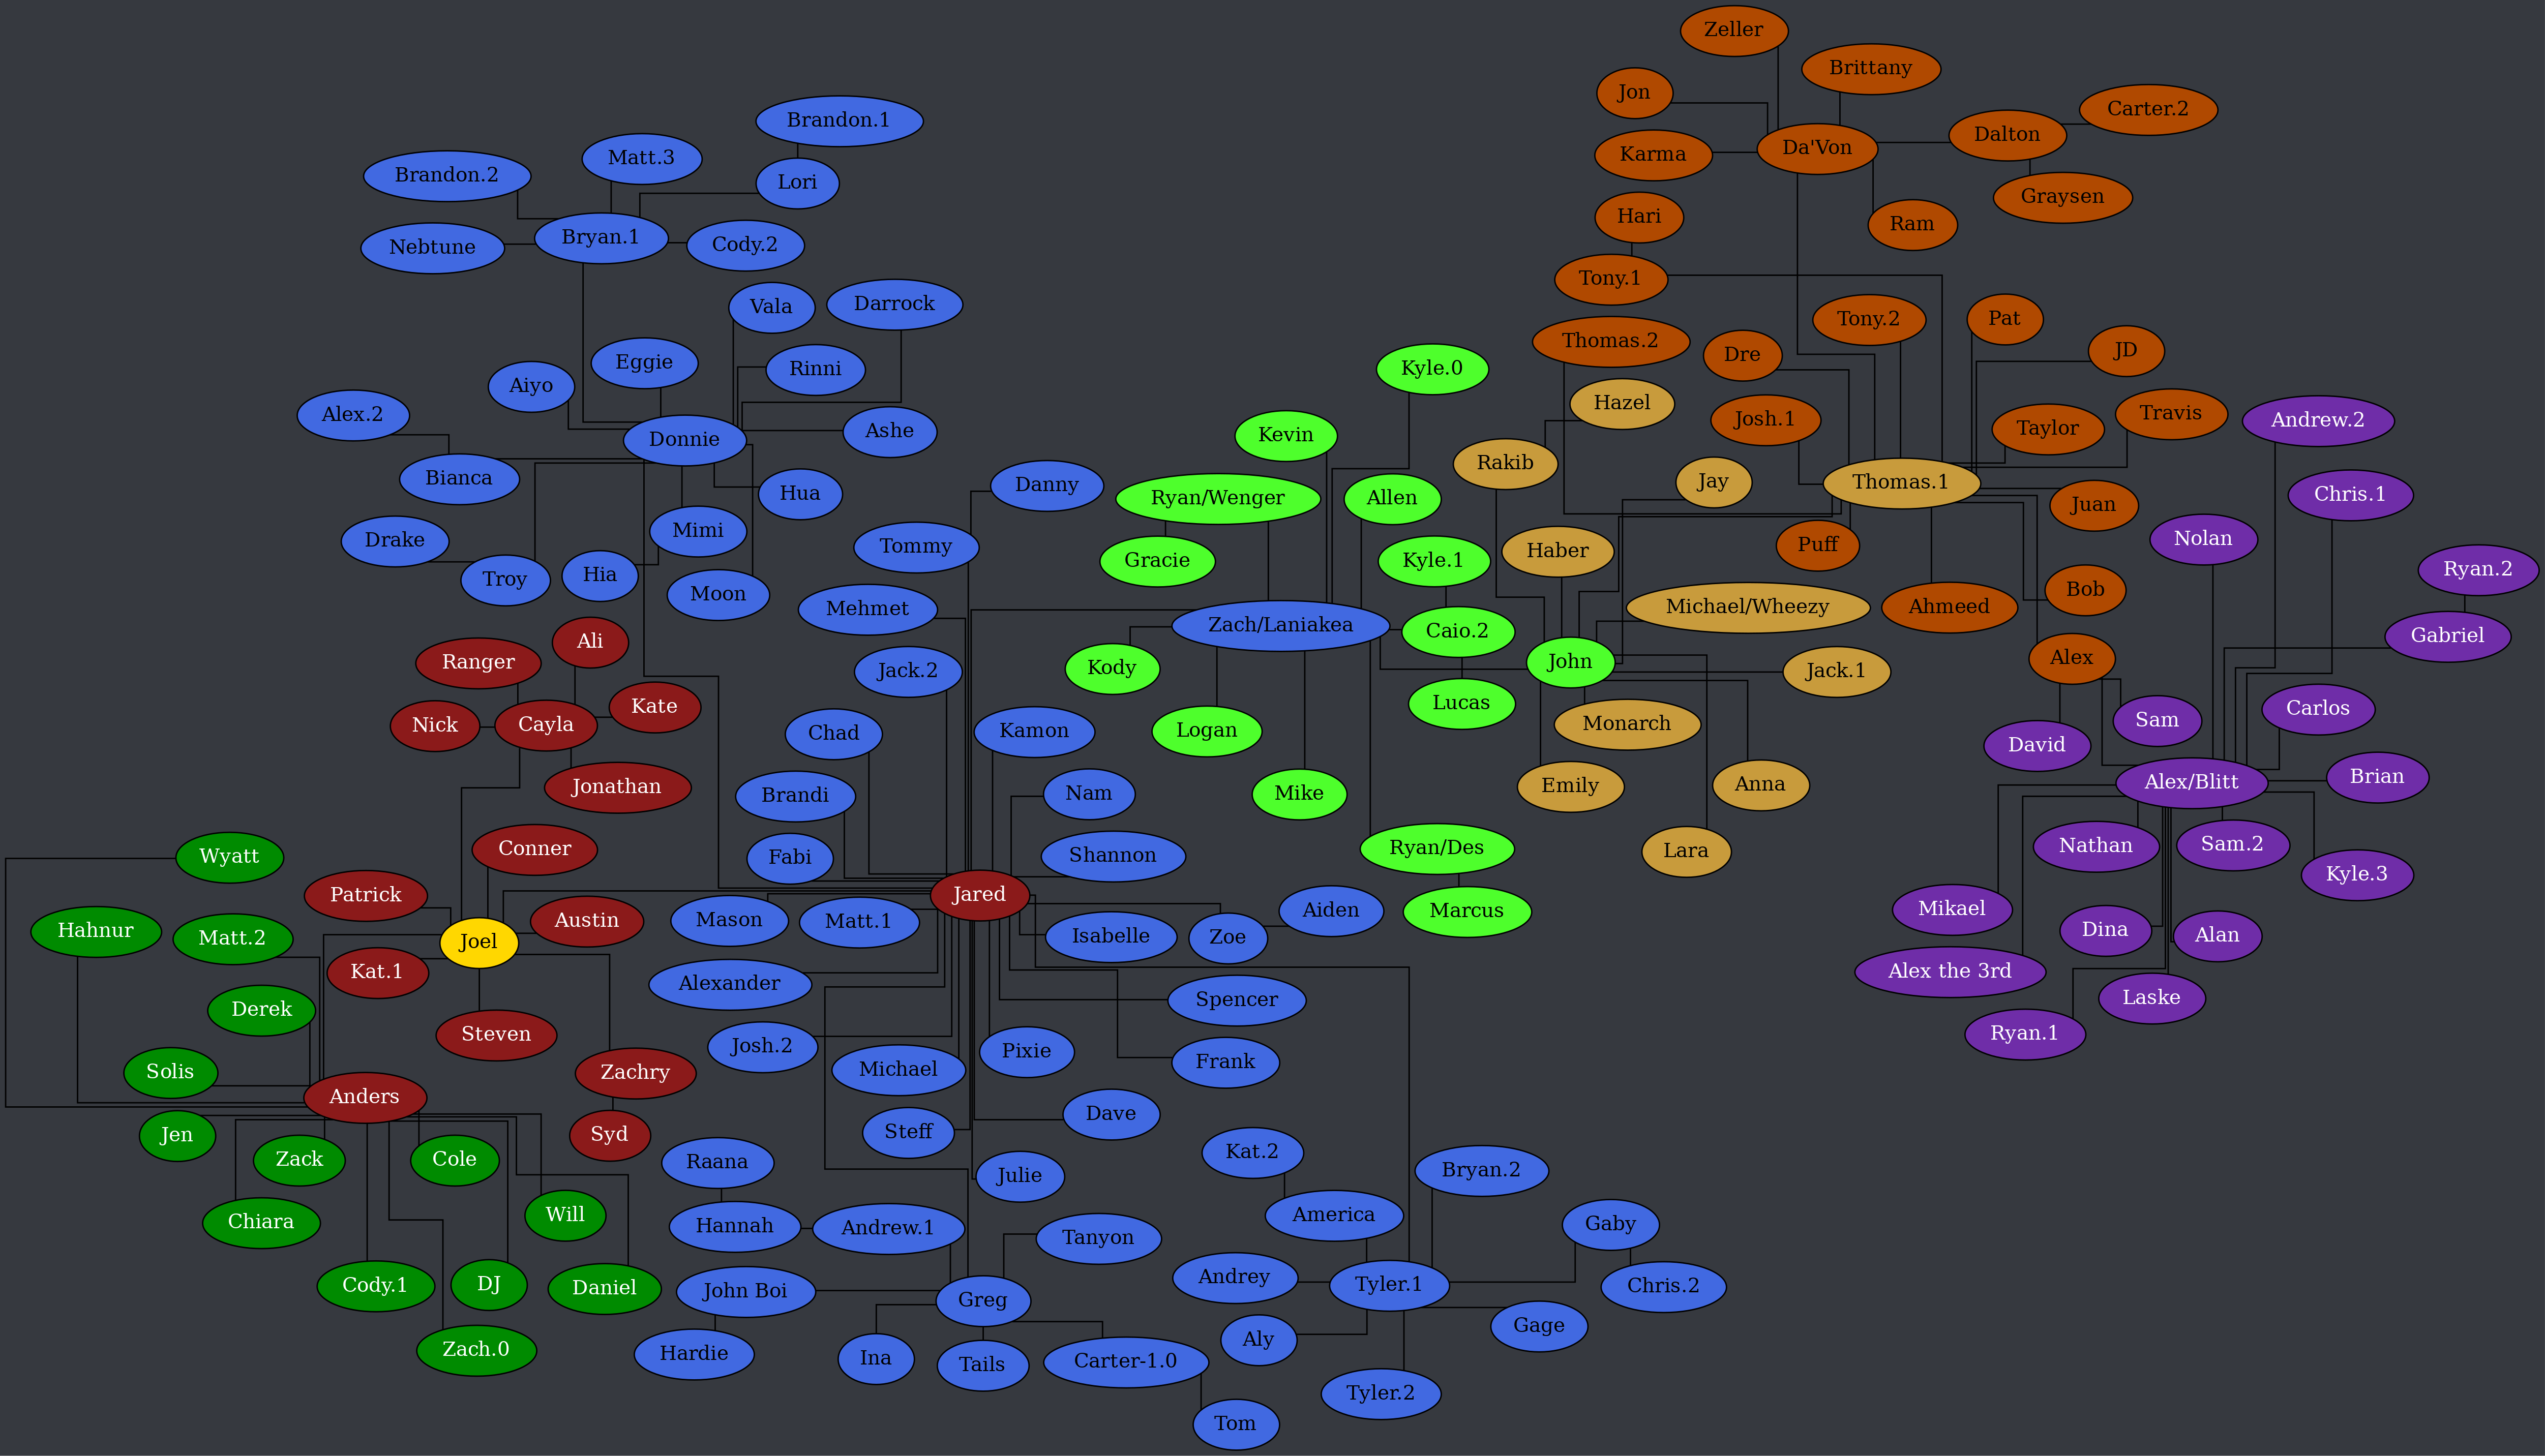 Zeller
Brittany
Jon
Carter.2
Brandon.1
Dalton
Da'Von
Karma
Matt.3
Brandon.2
Lori
Graysen
Hari
Ram
Bryan.1
Nebtune
Cody.2
Tony.1
Vala
Darrock
Tony.2
Pat
Thomas.2
JD
Dre
Eggie
Rinni
Kyle.0
Aiyo
Hazel
Alex.2
Travis
Josh.1
Andrew.2
Taylor
Ashe
Kevin
Donnie
Rakib
Bianca
Jay
Thomas.1
Danny
Hua
Ryan/Wenger
Allen
Chris.1
Juan
Mimi
Nolan
Drake
Tommy
Puff
Haber
Gracie
Kyle.1
Ryan.2
Hia
Troy
Bob
Moon
Mehmet
Michael/Wheezy
Ahmeed
Zach/Laniakea
Caio.2
Gabriel
Ali
Ranger
Alex
John
Kody
Jack.2
Jack.1
Lucas
Kate
Carlos
Sam
Nick
Cayla
Monarch
Logan
Kamon
Chad
David
Brian
Alex/Blitt
Anna
Emily
Jonathan
Nam
Mike
Brandi
Sam.2
Nathan
Ryan/Des
Conner
Lara
Shannon
Wyatt
Fabi
Kyle.3
Patrick
Jared
Mikael
Aiden
Marcus
Mason
Austin
Matt.1
Hahnur
Dina
Alan
Isabelle
Zoe
Matt.2
Joel
Kat.1
Alex the 3rd
Alexander
Laske
Spencer
Derek
Ryan.1
Steven
Josh.2
Pixie
Frank
Michael
Solis
Zachry
Anders
Dave
Steff
Jen
Syd
Kat.2
Zack
Cole
Raana
Bryan.2
Julie
Will
America
Chiara
Gaby
Hannah
Andrew.1
Tanyon
Andrey
Cody.1
DJ
Tyler.1
Chris.2
Daniel
John Boi
Greg
Gage
Aly
Zach.0
Hardie
Ina
Tails
Carter-1.0
Tyler.2
Tom